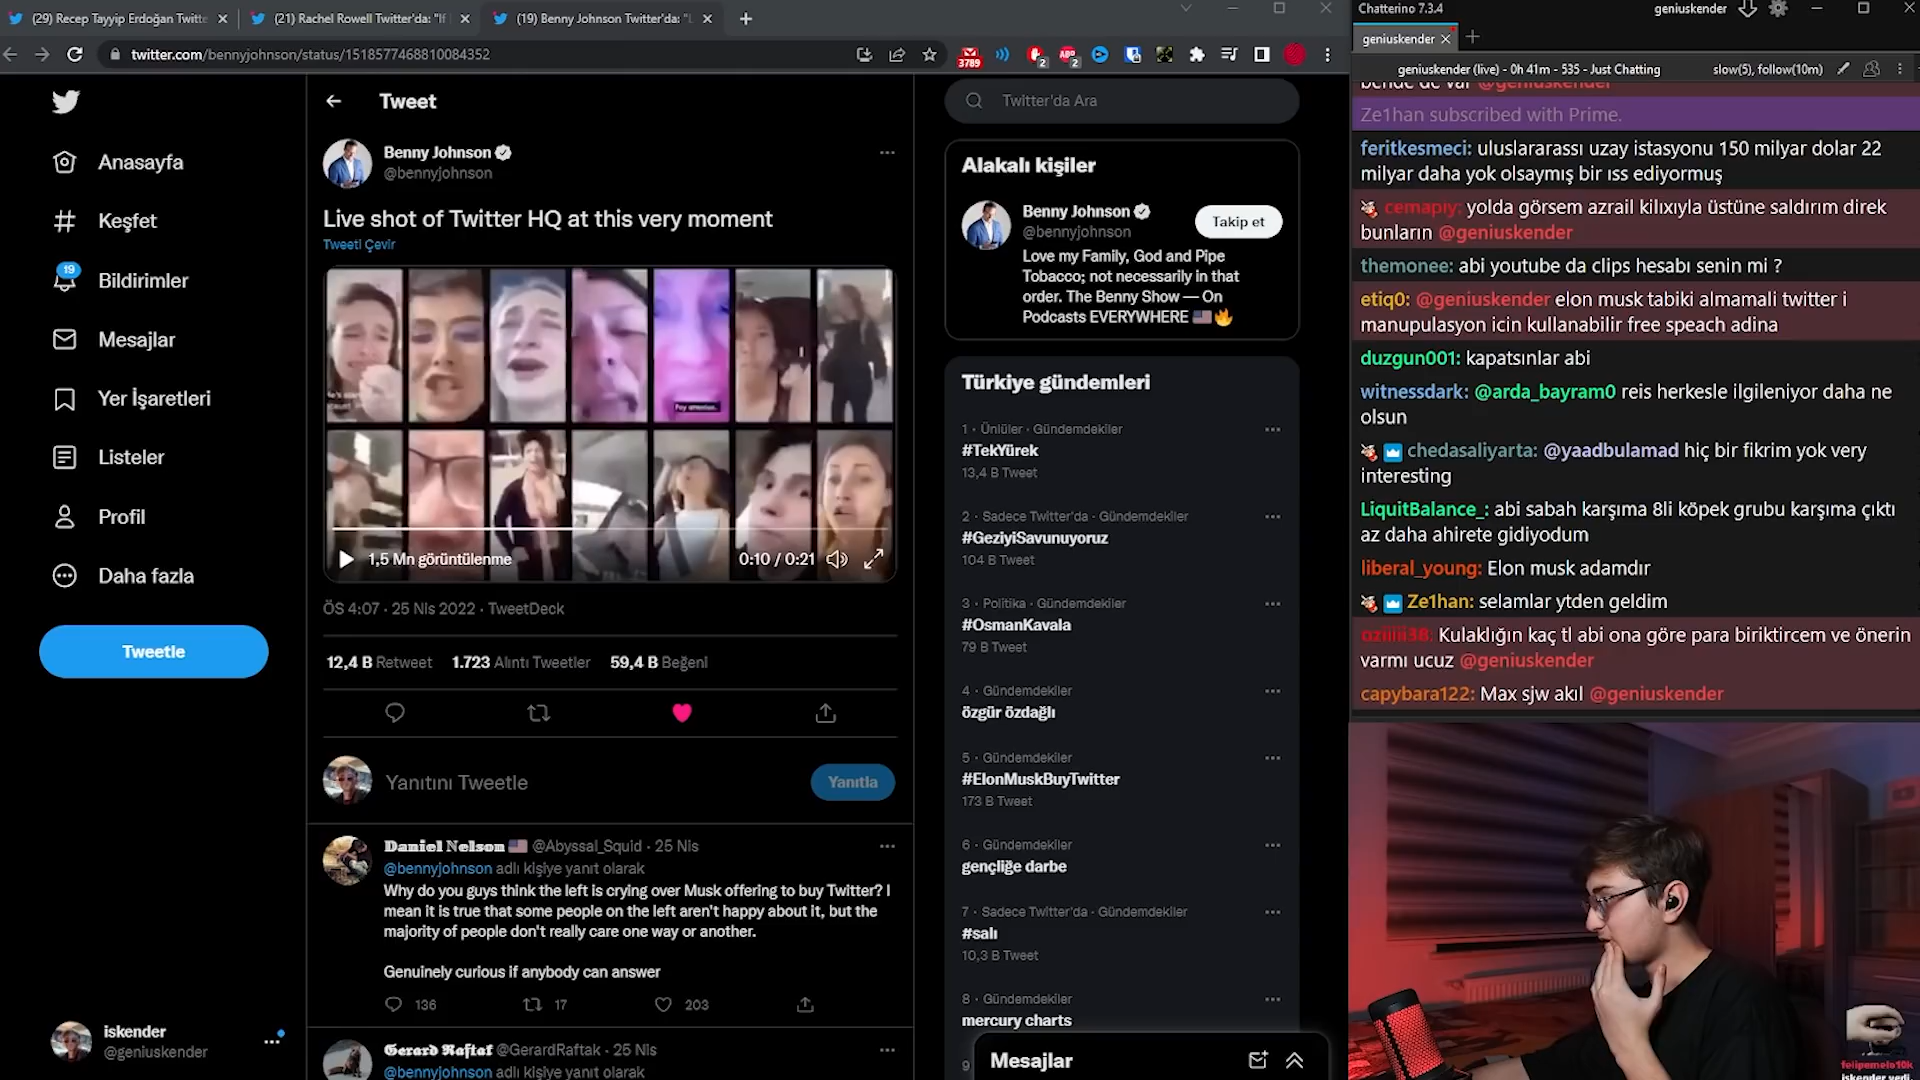 (29) Recep Tayyip Erdoğan Twitte
(21) Rachel Rowell Twitter'da: "If
(19) Benny Johnson Twitter'da: "L
twitter.com/bennyjohnson/status/1518577468810084352
3789
2
2
Anasayfa
Keşfet
19
Bildirimler
Mesajlar
Yer İşaretleri
Listeler
Profil
Daha fazla
Tweetle
iskender
@geniuskender
Tweet
Benny Johnson
@bennyjohnson
Live shot of Twitter HQ at this very moment
Tweeti Çevir
Pay attention.
1,5 Mn görüntülenme
0:10 / 0:21
ÖS 4:07 · 25 Nis 2022 · TweetDeck
12,4 B Retweet 1.723 Alıntı Tweetler 59,4 B Beğeni
Yanıtını Tweetle
Yanıtla
Daniel Nelson @Abyssal_Squid · 25 Nis
@bennyjohnson adlı kişiye yanıt olarak
Why do you guys think the left is crying over Musk offering to buy Twitter? I
mean it is true that some people on the left aren't happy about it, but the
majority of people don't really care one way or another.
Genuinely curious if anybody can answer
136
17
203
Gerard Raftaf @GerardRaftak · 25 Nis
@bennyjohnson adlı kişiye yanıt olarak
Twitter'da Ara
Alakalı kişiler
Benny Johnson
@bennyjohnson
Takip et
Love my Family, God and Pipe
Tobacco; not necessarily in that
order. The Benny Show — On
Podcasts EVERYWHERE 🇺🇸🔥
Türkiye gündemleri
1 · Ünlüler · Gündemdekiler
#TekYürek
13,4 B Tweet
2 · Sadece Twitter'da · Gündemdekiler
#GeziyiSavunuyoruz
104 B Tweet
3 · Politika · Gündemdekiler
#OsmanKavala
79 B Tweet
4 · Gündemdekiler
özgür özdağlı
5 · Gündemdekiler
#ElonMuskBuyTwitter
173 B Tweet
6 · Gündemdekiler
gençliğe darbe
7 · Sadece Twitter'da · Gündemdekiler
#salı
10,3 B Tweet
8 · Gündemdekiler
mercury charts
9
Mesajlar
Chatterino 7.3.4
geniuskender
geniuskender
geniuskender (live) - 0h 41m - 535 - Just Chatting
slow(5), follow(10m)
bende de var @geniuskender
Ze1han subscribed with Prime.
feritkesmeci: uluslararassı uzay istasyonu 150 milyar dolar 22
milyar daha yok olsaymış bir ıss ediyormuş
cemapiy: yolda görsem azrail kilıxıyla üstüne saldırım direk
bunların @geniuskender
themonee: abi youtube da clips hesabı senin mi ?
etiq0: @geniuskender elon musk tabiki almamali twitter i
manupulasyon icin kullanabilir free speach adina
duzgun001: kapatsınlar abi
witnessdark: @arda_bayram0 reis herkesle ilgileniyor daha ne
olsun
chedasaliyarta: @yaadbulamad hiç bir fikrim yok very
interesting
LiquitBalance_: abi sabah karşıma 8li köpek grubu karşıma çıktı
az daha ahirete gidiyodum
liberal_young: Elon musk adamdır
Ze1han: selamlar ytden geldim
Kulaklığın kaç tl abi ona göre para biriktircem ve önerin
varmı ucuz @geniuskender
capybara122: Max sjw akıl @geniuskender
felipemelo10k
iskender yedi.